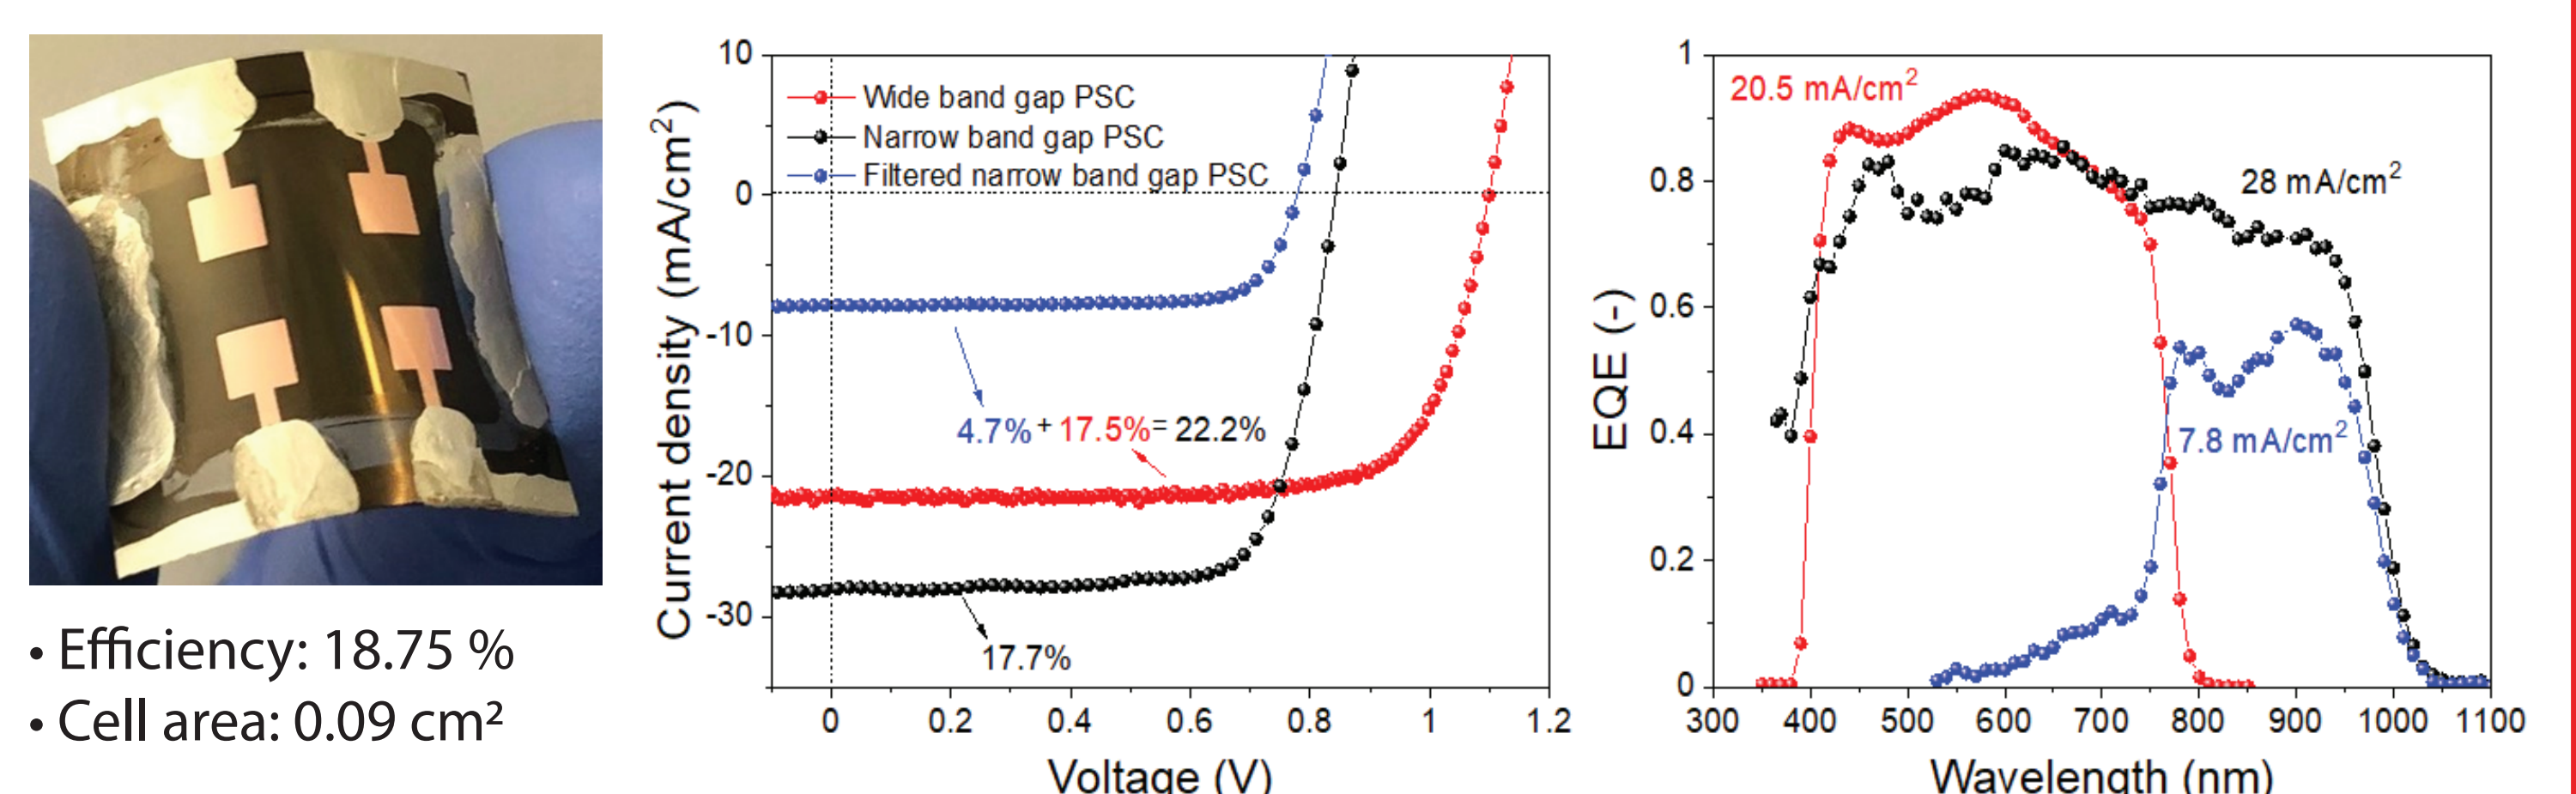 • Efficiency: 18.75 %
• Cell area: 0.09 cm²
Current density (mA/cm²)
10
0
-10
-20
-30
Wide band gap PSC
Narrow band gap PSC
Filtered narrow band gap PSC
4.7% + 17.5% = 22.2%
17.7%
0 0.2 0.4 0.6 0.8 1 1.2
Voltage (V)
EQE (-)
1
0.8
0.6
0.4
0.2
0
20.5 mA/cm²
28 mA/cm²
7.8 mA/cm²
300 400 500 600 700 800 900 1000 1100
Wavelength (nm)